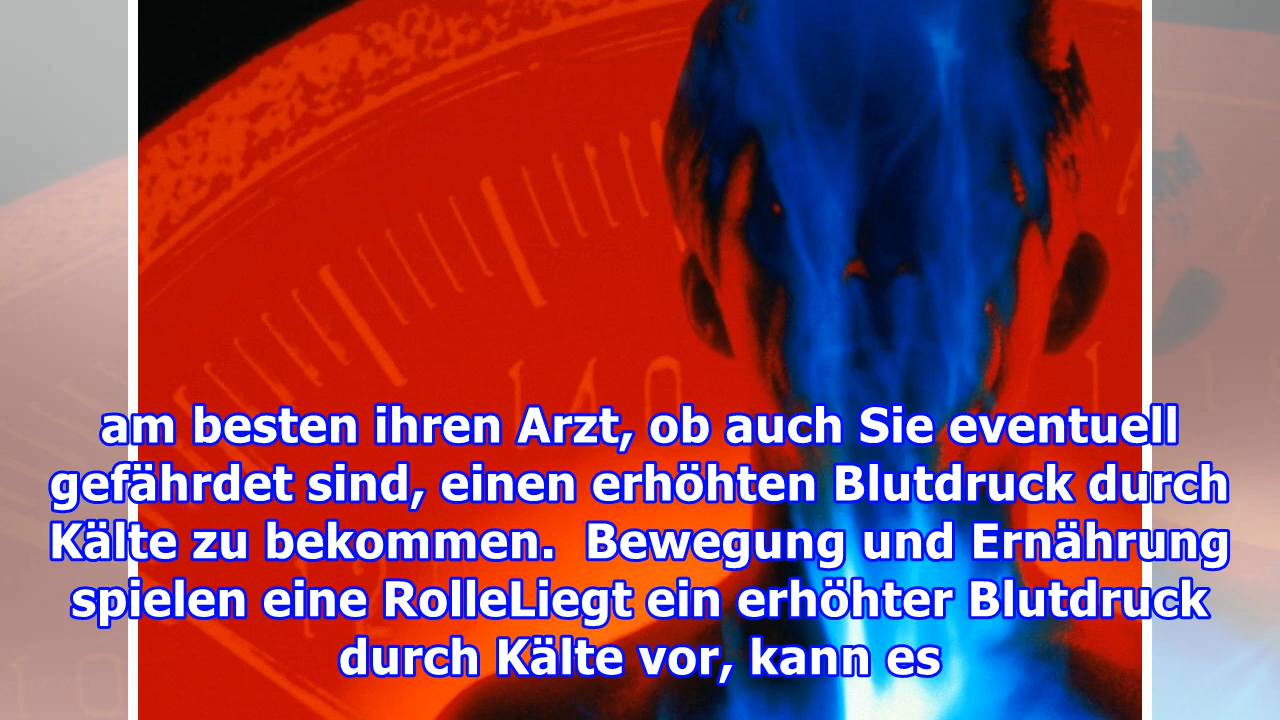 140
am besten ihren Arzt, ob auch Sie eventuell
gefährdet sind, einen erhöhten Blutdruck durch
Kälte zu bekommen.  Bewegung und Ernährung
spielen eine RolleLiegt ein erhöhter Blutdruck
durch Kälte vor, kann es